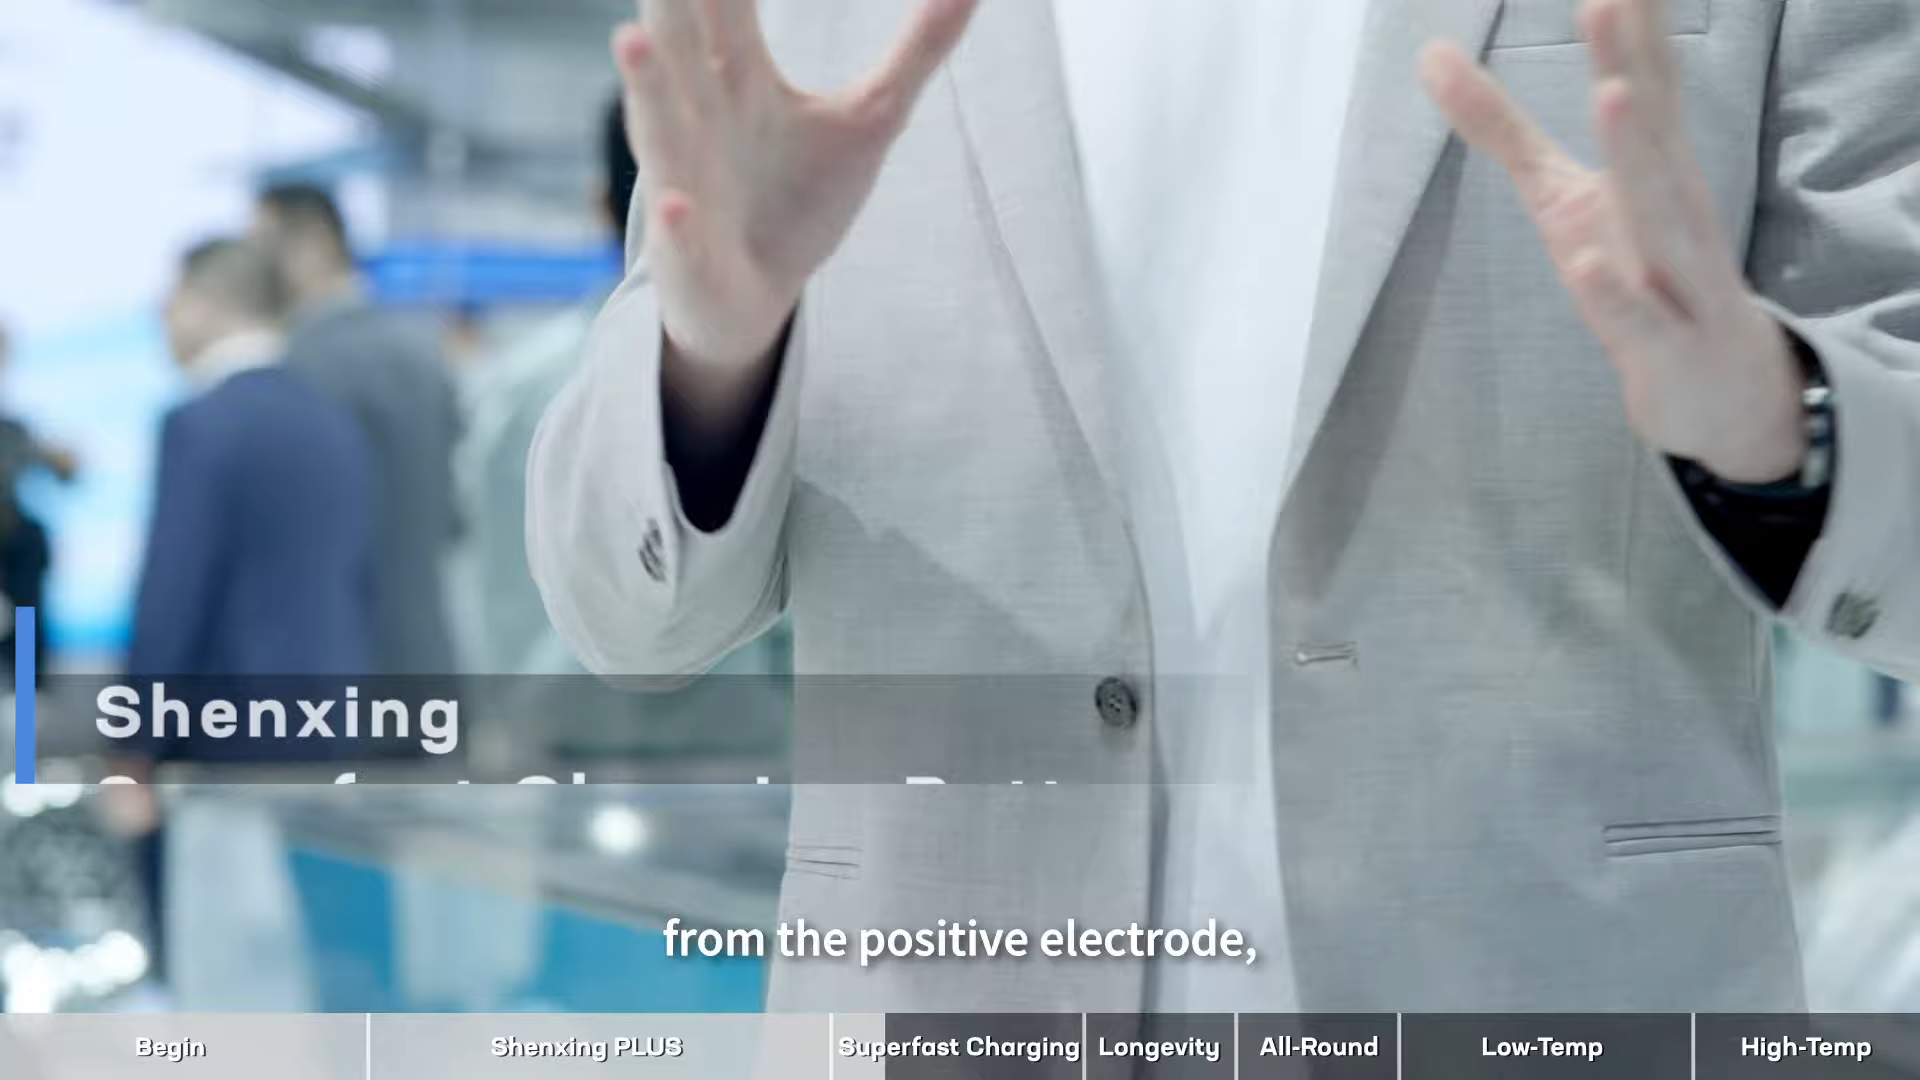 Shenxing
from the positive electrode,
Begin
Shenxing PLUS
Superfast Charging
Longevity
All-Round
Low-Temp
High-Temp